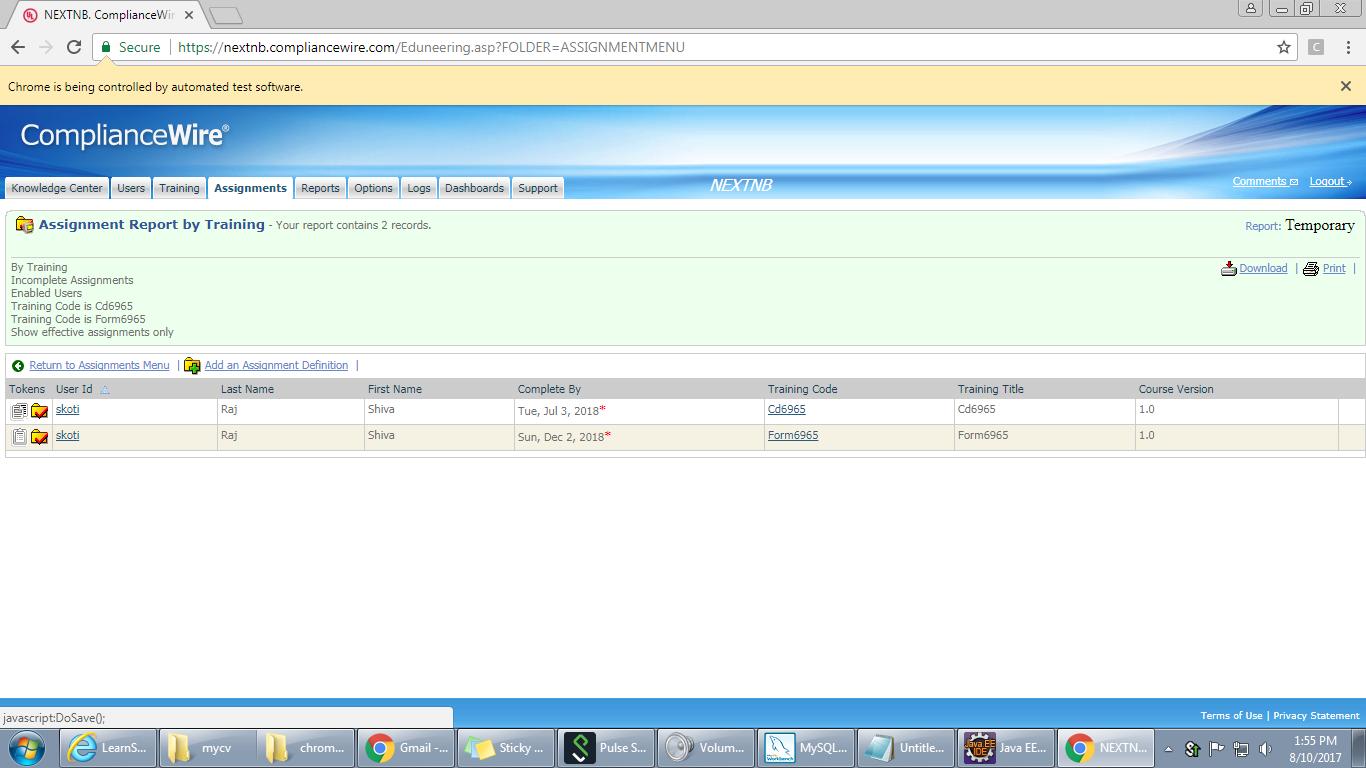 NEXTNB. ComplianceWir
Secure https://nextnb.compliancewire.com/Eduneering.asp?FOLDER=ASSIGNMENTMENU
Chrome is being controlled by automated test software.
ComplianceWire®
Knowledge Center Users Training Assignments Reports Options Logs Dashboards Support NEXTNB Comments Logout
Assignment Report by Training - Your report contains 2 records. Report: Temporary
By Training Download | Print |
Incomplete Assignments
Enabled Users
Training Code is Cd6965
Training Code is Form6965
Show effective assignments only
Return to Assignments Menu | Add an Assignment Definition |
Tokens User Id Last Name First Name Complete By Training Code Training Title Course Version
skoti Raj Shiva Tue, Jul 3, 2018* Cd6965 Cd6965 1.0
skoti Raj Shiva Sun, Dec 2, 2018* Form6965 Form6965 1.0
Terms of Use | Privacy Statement
javascript:DoSave();
LearnS... mycv chrom... Gmail -... Sticky ... Pulse S... Volum... MySQL... Untitle... Java EE... NEXTN... 1:55 PM
8/10/2017